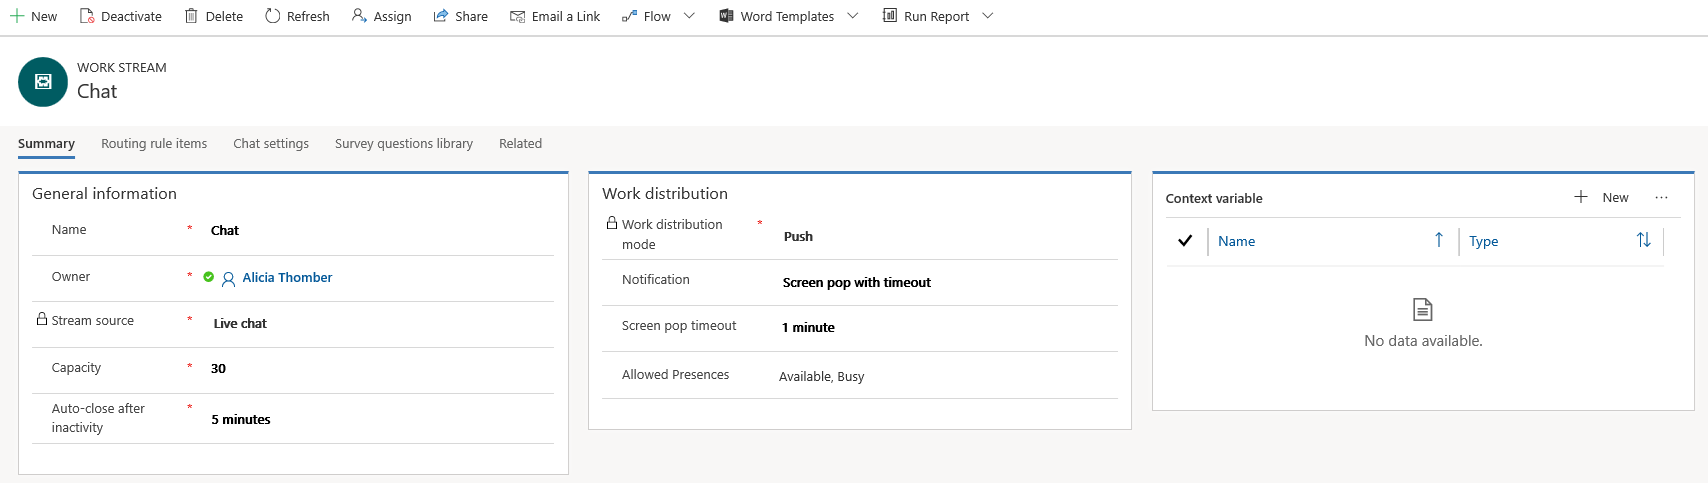 New Deactivate Delete Refresh Assign Share Email a Link Flow Word Templates Run Report
WORK STREAM
Chat
Summary Routing rule items Chat settings Survey questions library Related
General information
Name * Chat
Owner * Alicia Thomber
Stream source * Live chat
Capacity * 30
Auto-close after
inactivity * 5 minutes
Work distribution
Work distribution
mode * Push
Notification Screen pop with timeout
Screen pop timeout 1 minute
Allowed Presences Available, Busy
Context variable + New ...
Name Type
No data available.